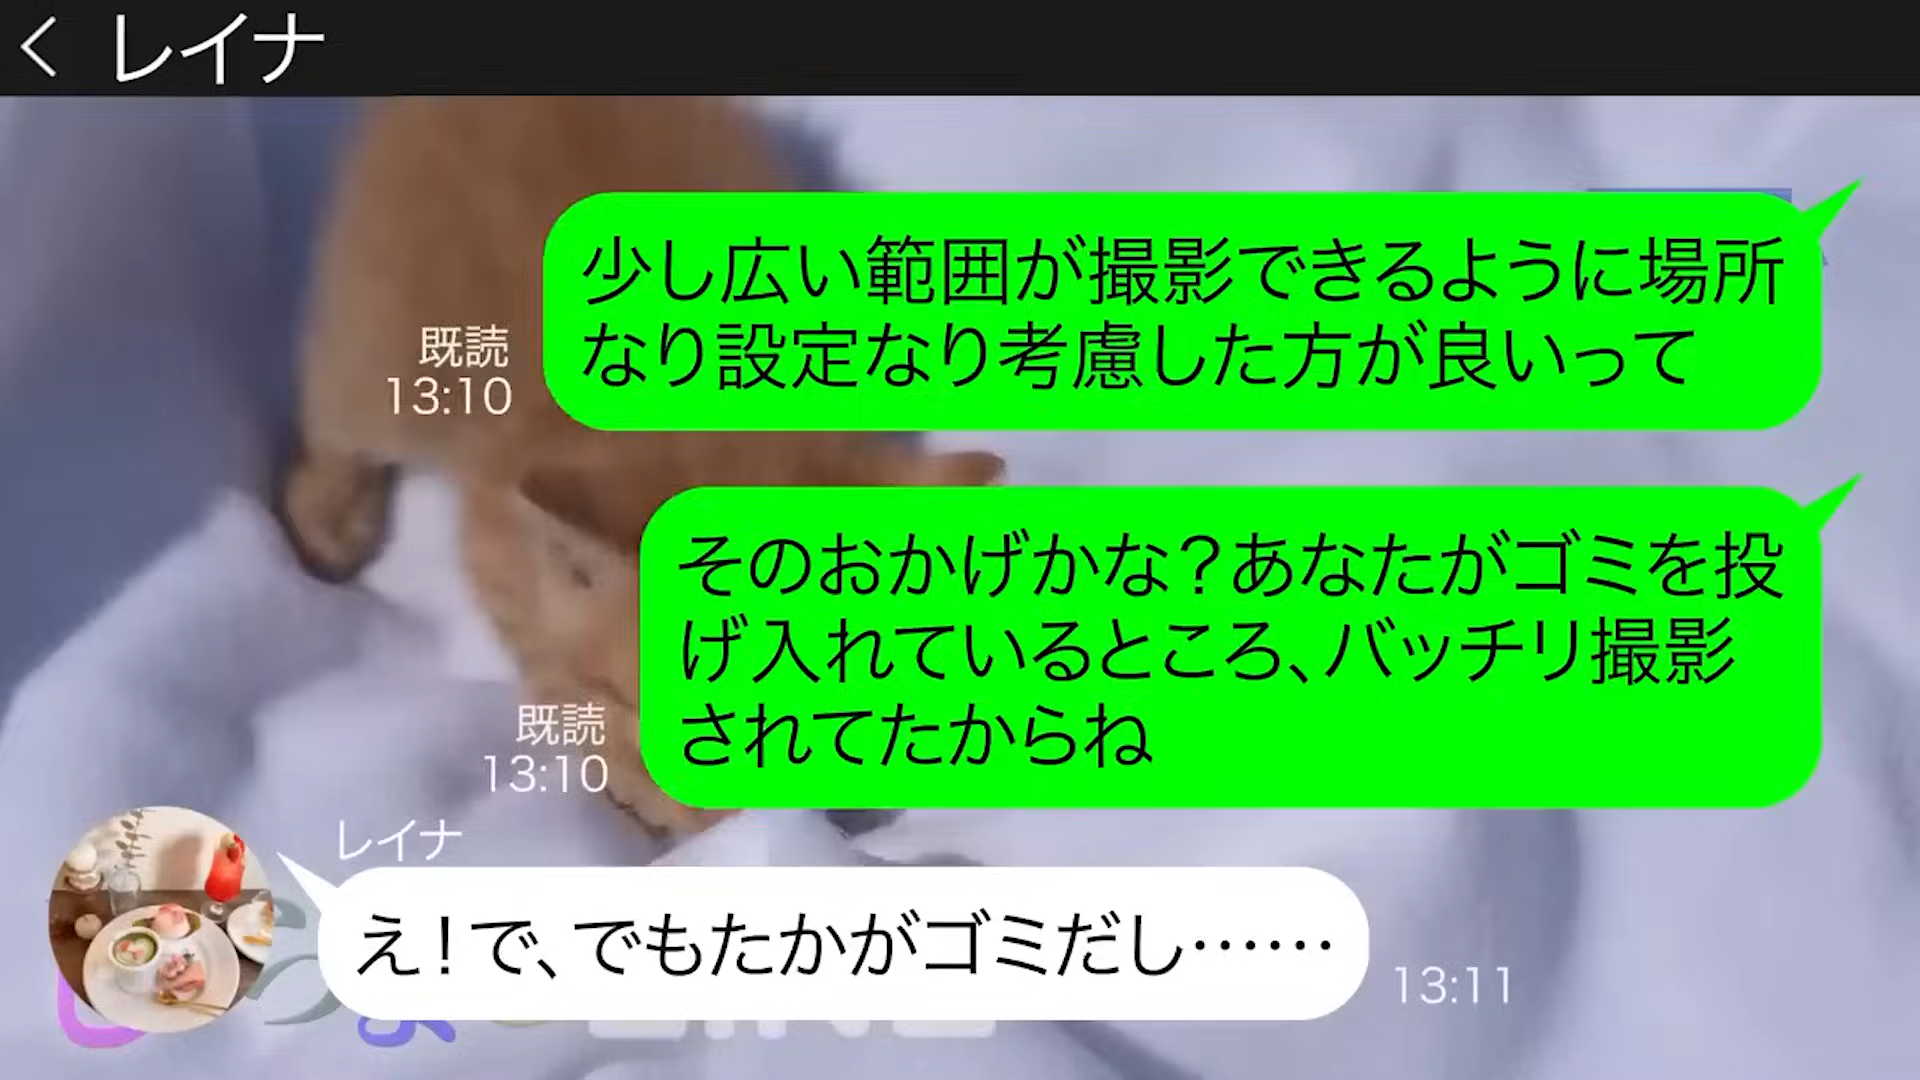 レイナ
少し広い範囲が撮影できるように場所
なり設定なり考慮した方が良いって
既読
13:10
そのおかげかな？あなたがゴミを投
げ入れているところ、バッチリ撮影
されてたからね
既読
13:10
レイナ
え！で、でもたかがゴミだし……
13:11